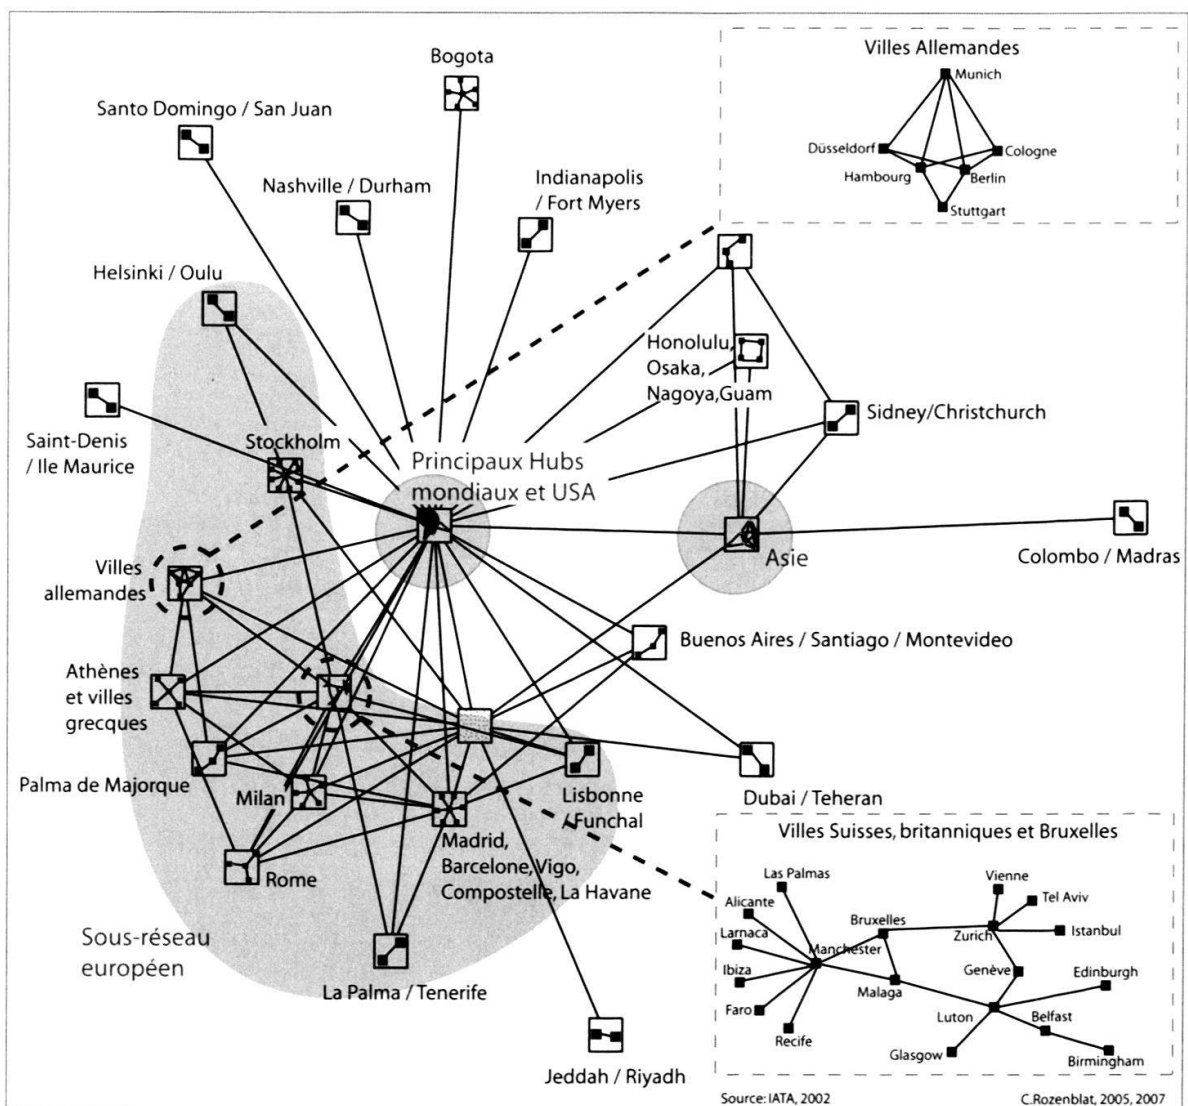 Bogota
Santo Domingo / San Juan
Nashville / Durham
Indianapolis
/ Fort Myers
Helsinki / Oulu
Honolulu,
Osaka,
Nagoya,Guam
Sidney/Christchurch
Saint-Denis
/ Ile Maurice
Stockholm
Principaux Hubs
mondiaux et USA
Asie
Colombo / Madras
Villes
allemandes
Buenos Aires / Santiago / Montevideo
Athènes
et villes
grecques
Palma de Majorque
Milan
Lisbonne
/ Funchal
Dubai / Teheran
Madrid,
Barcelone,Vigo,
Compostelle, La Havane
Rome
Sous-réseau
européen
La Palma / Tenerife
Jeddah / Riyadh
Villes Allemandes
Munich
Düsseldorf
Cologne
Hambourg
Berlin
Stuttgart
Villes Suisses, britanniques et Bruxelles
Las Palmas
Vienne
Alicante
Tel Aviv
Bruxelles
Larnaca
Zurich
Istanbul
Manchester
Ibiza
Genève
Edinburgh
Malaga
Faro
Luton
Belfast
Recife
Glasgow
Birmingham
Source: IATA, 2002
C.Rozenblat, 2005, 2007